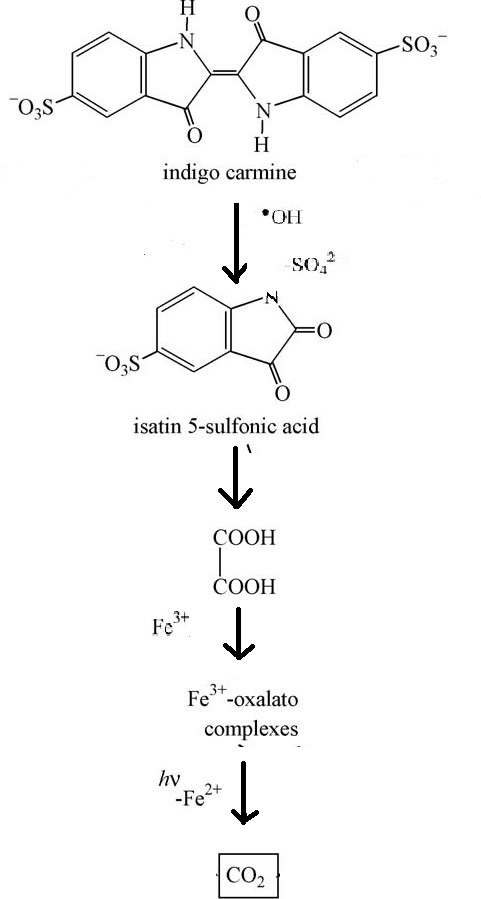 H
N
O
SO₃⁻
⁻O₃S
O
N
H
indigo carmine
•OH
-SO₄²
N
O
⁻O₃S
O
isatin 5-sulfonic acid
COOH
COOH
Fe³⁺
Fe³⁺-oxalato
complexes
hν
-Fe²⁺
CO₂